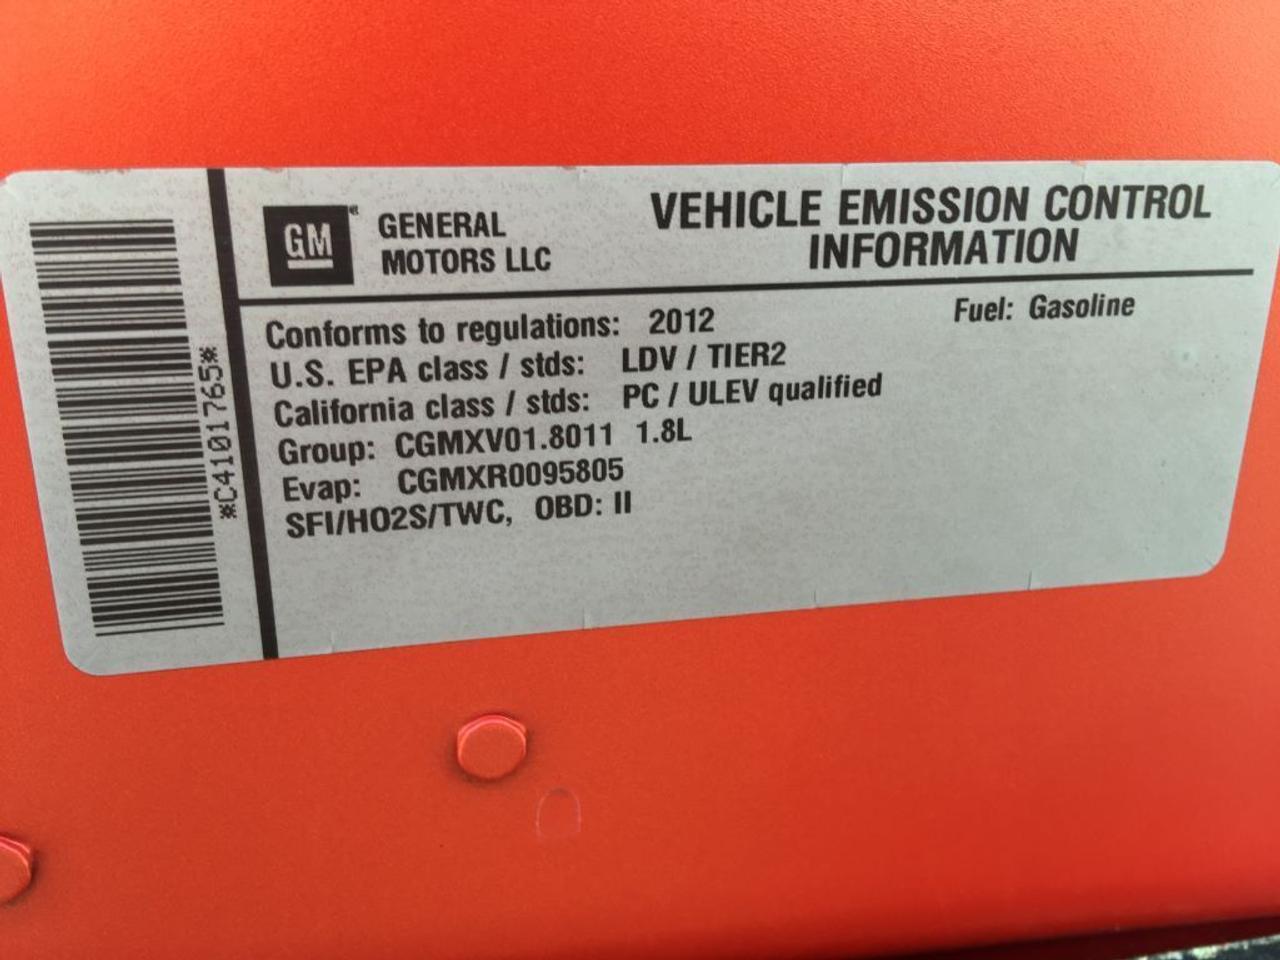 *C4101765*
GM
GENERAL
MOTORS LLC
VEHICLE EMISSION CONTROL
INFORMATION
Conforms to regulations: 2012
Fuel: Gasoline
U.S. EPA class / stds: LDV / TIER2
California class / stds: PC / ULEV qualified
Group: CGMXV01.8011 1.8L
Evap: CGMXR0095805
SFI/HO2S/TWC, OBD: II